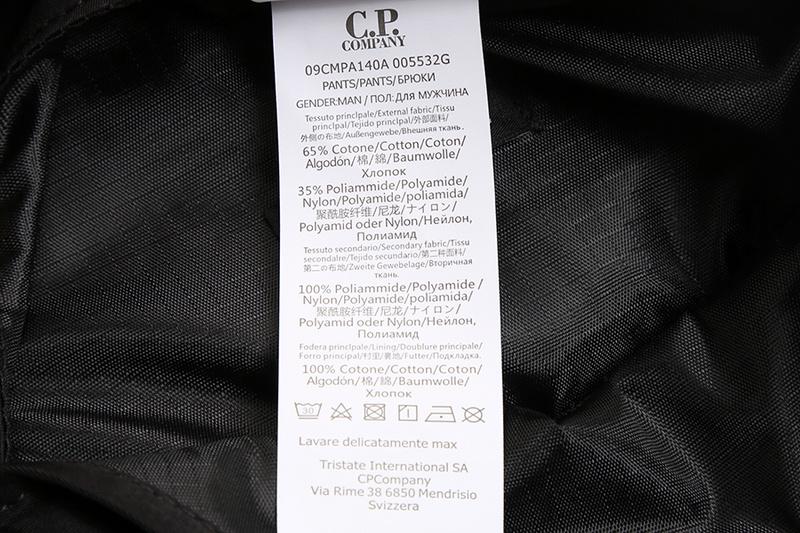 C.P.
COMPANY
09CMPA140A 005532G
PANTS/PANTS/БРЮКИ
GENDER:MAN / ПОЛ:ДЛЯ МУЖЧИНА
Tessuto princlpale/External fabric/Tissu
princlpal/Tejido princlpal/外部面料/
外侧の布地/Außengewebe/Внешняя ткань.
65% Cotone/Cotton/Coton/
Algodón/棉/綿/Baumwolle/
Хлопок
35% Poliammide/Polyamide/
Nylon/Polyamide/poliamida/
聚酰胺纤维/尼龙/ナイロン/
Polyamid oder Nylon/Нейлон,
Полиамид
Tessuto secondario/Secondary fabric/Tissu
secondalre/Tejido secundario/第二种面料/
第二の布地/Zweite Gewebelage/Вторичная
ткань.
100% Poliammide/Polyamide /
Nylon/Polyamide/poliamida/
聚酰胺纤维/尼龙/ナイロン/
Polyamid oder Nylon/Нейлон,
Полиамид
Fodera princlpale/Lining/Doublure principale/
Forro principal/村里/裏地/Futter/Подкладка.
100% Cotone/Cotton/Coton/
Algodón/棉/綿/Baumwolle/
Хлопок
30
Lavare delicatamente max
Tristate International SA
CPCompany
Via Rime 38 6850 Mendrisio
Svizzera